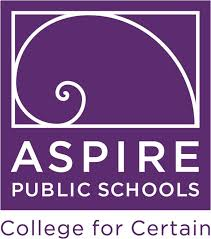 ASPIRE
PUBLIC SCHOOLS
College for Certain